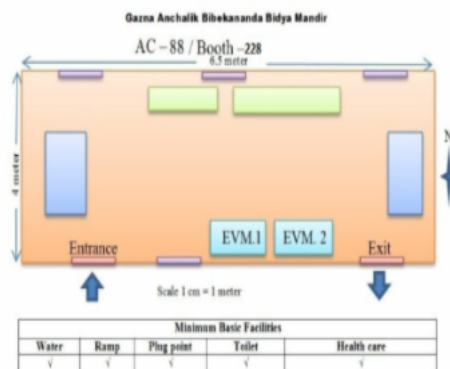 Gazna Anchalik Bibekananda Bidya Mandir
AC – 88 / Booth –228
6.5 meter
4 meter
N
EVM.1 EVM. 2
Entrance Exit
Scale 1 cm = 1 meter
Minimum Basic Facilities
Water Ramp Plug point Toilet Health care
√ √ √ √ √